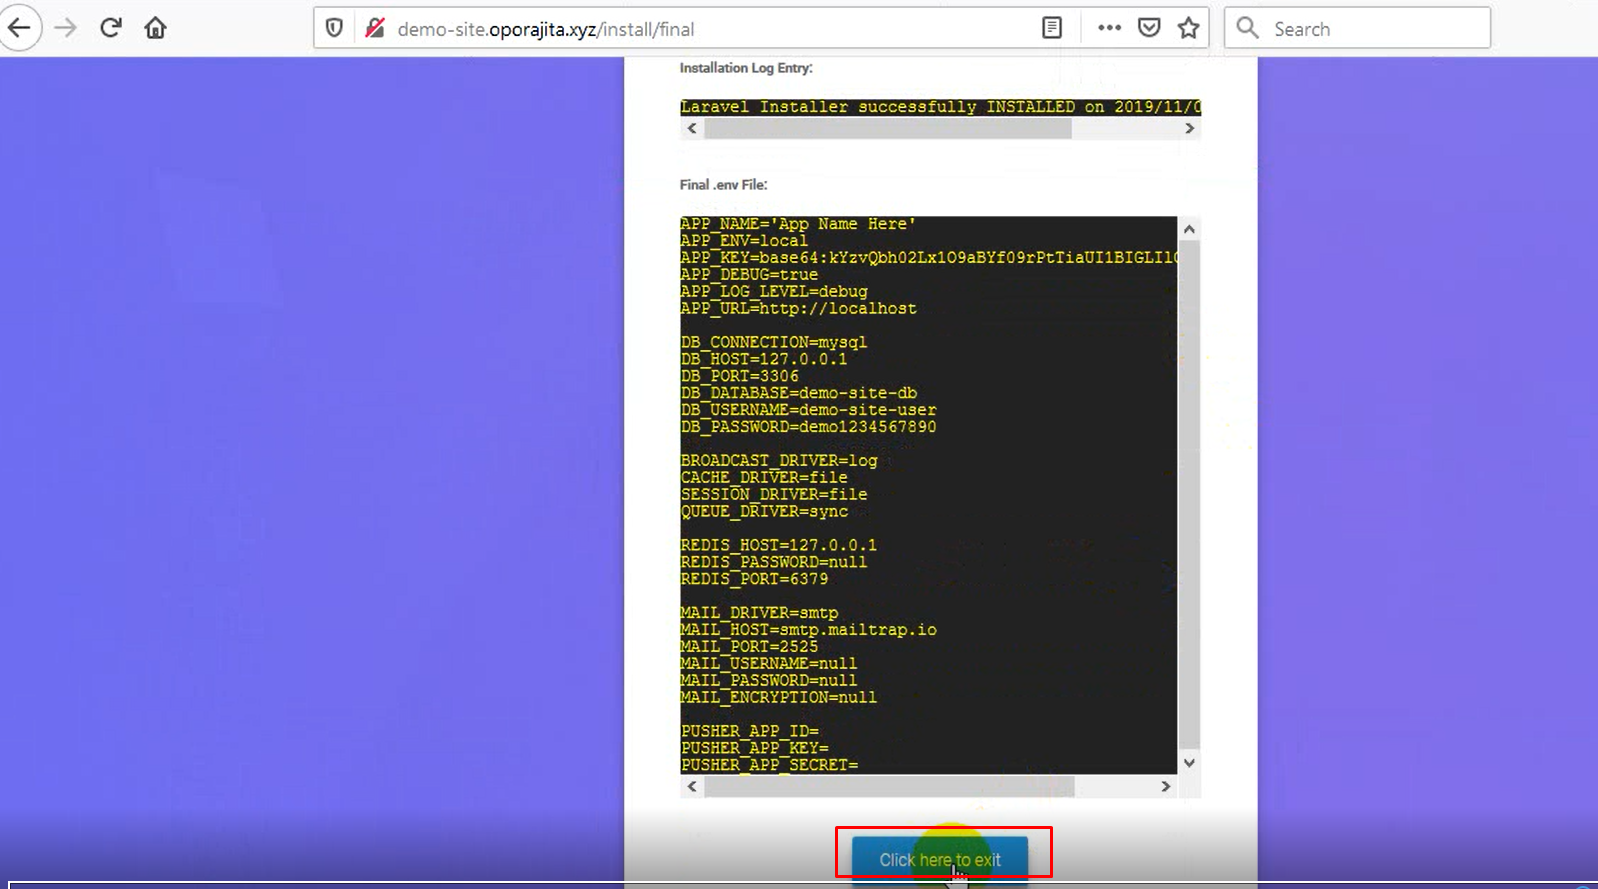 demo-site.oporajita.xyz/install/final
Search
Installation Log Entry:
Laravel Installer successfully INSTALLED on 2019/11/0
Final .env File:
APP_NAME='App Name Here'
APP_ENV=local
APP_KEY=base64:kYzvQbh02Lx1O9aBYf09rPtTiaUI1BIGLIl
APP_DEBUG=true
APP_LOG_LEVEL=debug
APP_URL=http://localhost
DB_CONNECTION=mysql
DB_HOST=127.0.0.1
DB_PORT=3306
DB_DATABASE=demo-site-db
DB_USERNAME=demo-site-user
DB_PASSWORD=demo1234567890
BROADCAST_DRIVER=log
CACHE_DRIVER=file
SESSION_DRIVER=file
QUEUE_DRIVER=sync
REDIS_HOST=127.0.0.1
REDIS_PASSWORD=null
REDIS_PORT=6379
MAIL_DRIVER=smtp
MAIL_HOST=smtp.mailtrap.io
MAIL_PORT=2525
MAIL_USERNAME=null
MAIL_PASSWORD=null
MAIL_ENCRYPTION=null
PUSHER_APP_ID=
PUSHER_APP_KEY=
PUSHER_APP_SECRET=
Click here to exit